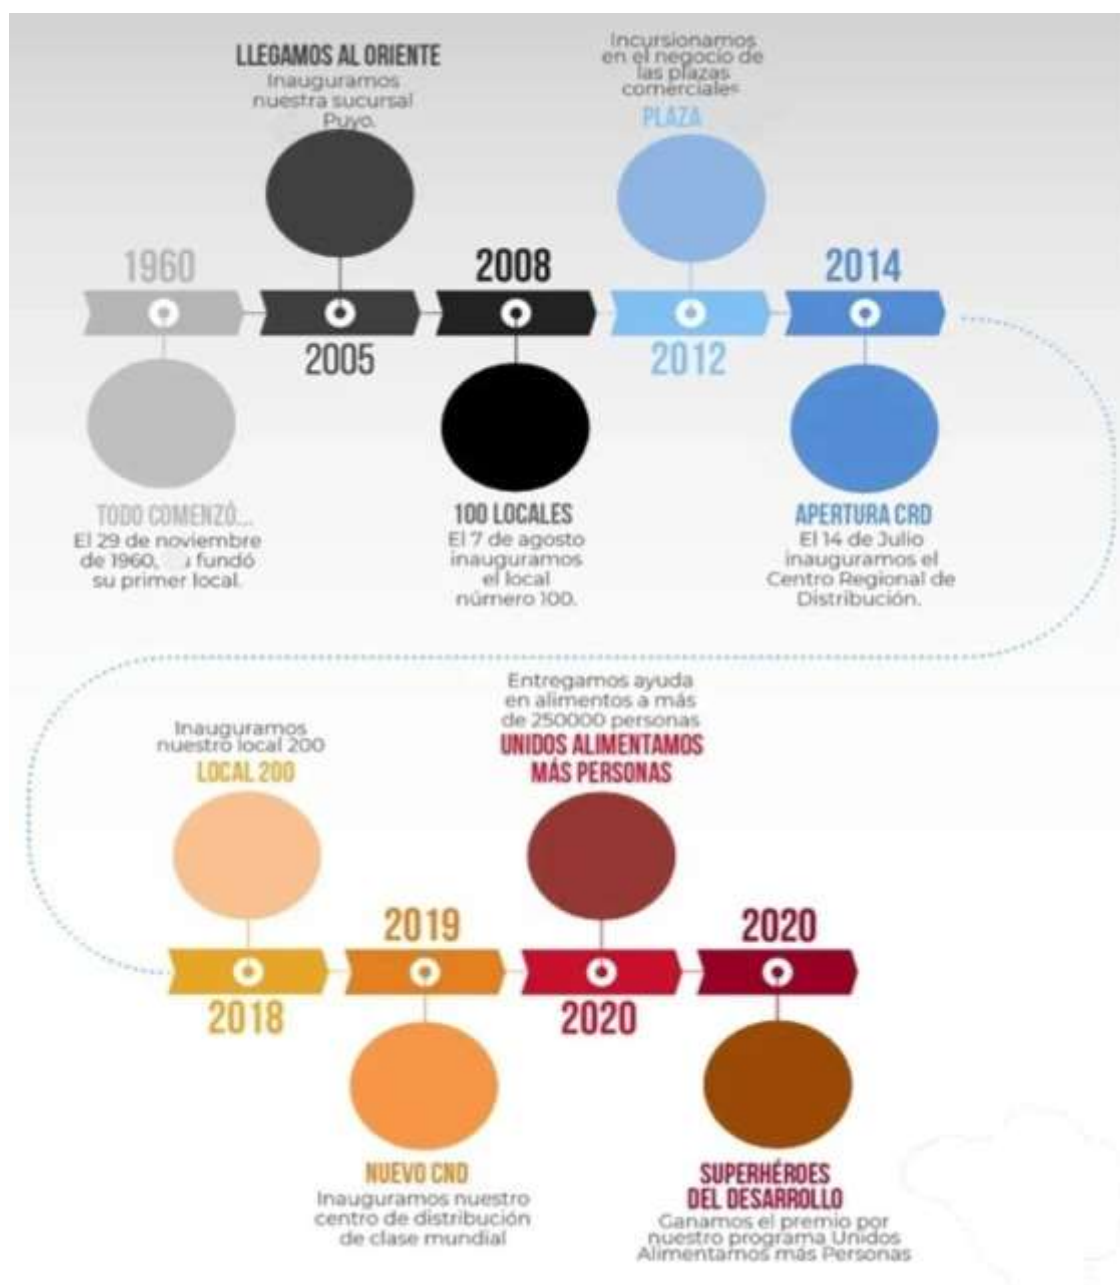 LLEGAMOS AL ORIENTE
Inauguramos
nuestra sucursal
Puyo.
Incursionamos
en el negocio de
las plazas
comerciales
PLAZA
1960
2005
2008
2012
2014
TODO COMENZÓ...
El 29 de noviembre
de 1960, fundó
su primer local.
100 LOCALES
El 7 de agosto
inauguramos
el local
número 100.
APERTURA CRD
El 14 de Julio
inauguramos el
Centro Regional de
Distribución.
Inauguramos
nuestro local 200
LOCAL 200
Entregamos ayuda
en alimentos a más
de 250000 personas
UNIDOS ALIMENTAMOS
MÁS PERSONAS
2018
2019
2020
2020
NUEVO CND
Inauguramos nuestro
centro de distribución
de clase mundial
SUPERHÉROES
DEL DESARROLLO
Ganamos el premio por
nuestro programa Unidos
Alimentamos más Personas